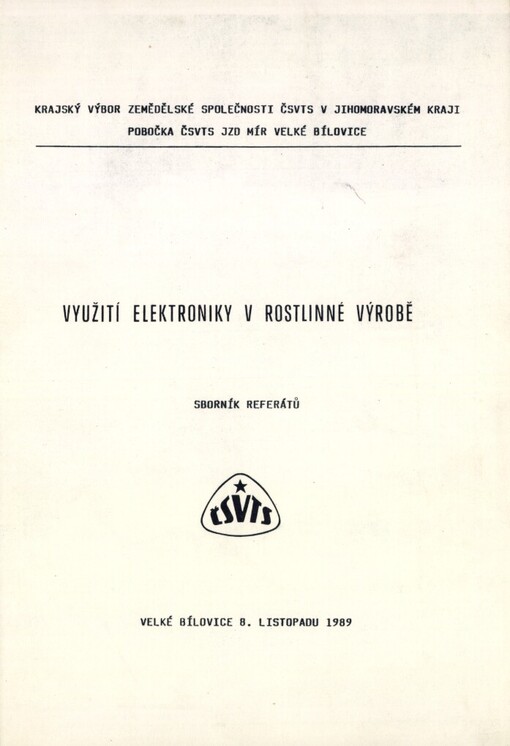 KRAJSKÝ VÝBOR ZEMĚDĚLSKÉ SPOLEČNOSTI ČSVTS V JIHOMORAVSKÉM KRAJI
POBOČKA ČSVTS JZD MÍR VELKÉ BÍLOVICE
VYUŽITÍ ELEKTRONIKY V ROSTLINNÉ VÝROBĚ
SBORNÍK REFERÁTŮ
ČSVTS
VELKÉ BÍLOVICE 8. LISTOPADU 1989